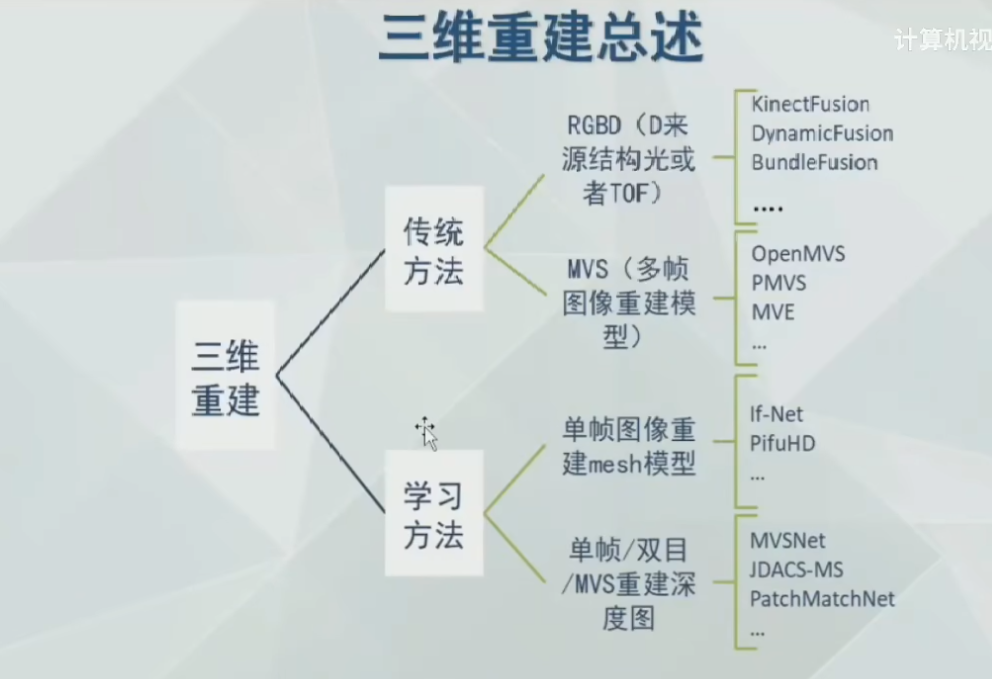 三维重建总述
计算机视
三维
重建
传统
方法
RGBD（D来
源结构光或
者TOF）
KinectFusion
DynamicFusion
BundleFusion
....
MVS（多帧
图像重建模
型）
OpenMVS
PMVS
MVE
...
学习
方法
单帧图像重
建mesh模型
If-Net
PifuHD
...
单帧/双目
/MVS重建深
度图
MVSNet
JDACS-MS
PatchMatchNet
...